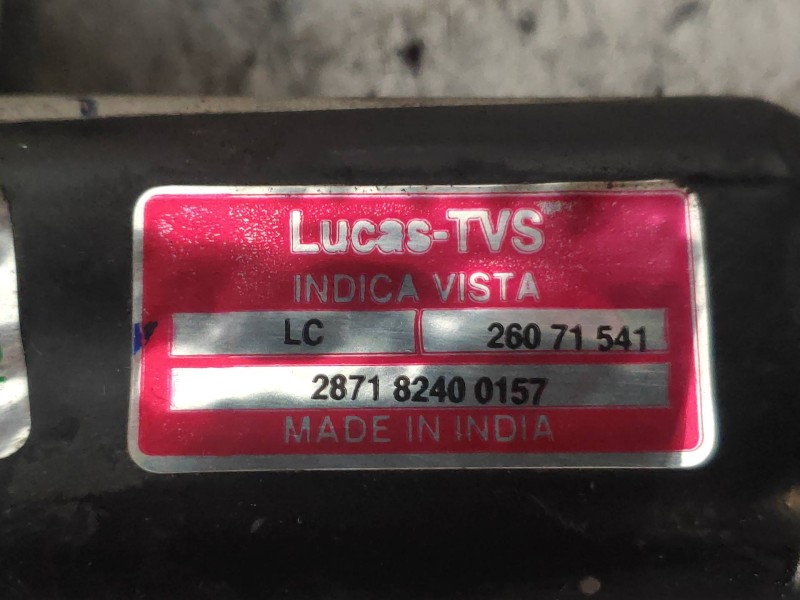 Lucas-TVS
INDICA VISTA
LC 260 71 541
2871 8240 0157
MADE IN INDIA